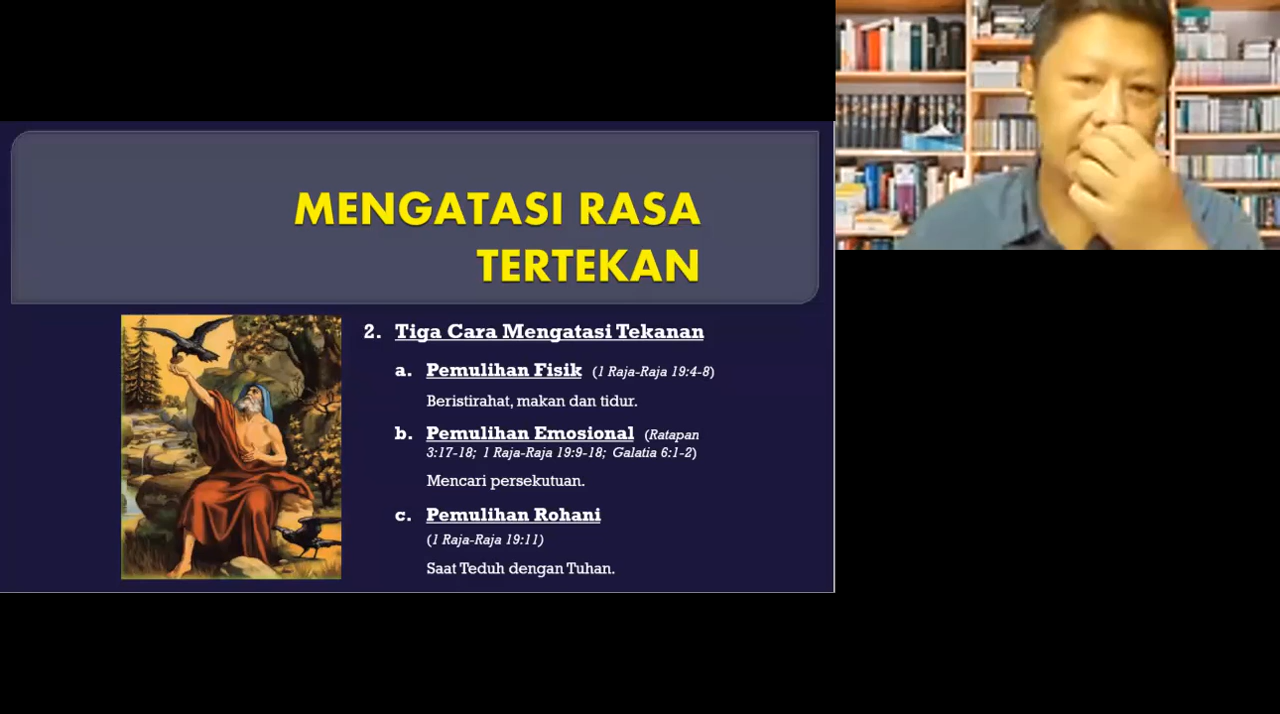 MENGATASI RASA
TERTEKAN
2. Tiga Cara Mengatasi Tekanan
a. Pemulihan Fisik (1 Raja-Raja 19:4-8)
Beristirahat, makan dan tidur.
b. Pemulihan Emosional (Ratapan
3:17-18; 1 Raja-Raja 19:9-18; Galatia 6:1-2)
Mencari persekutuan.
c. Pemulihan Rohani
(1 Raja-Raja 19:11)
Saat Teduh dengan Tuhan.